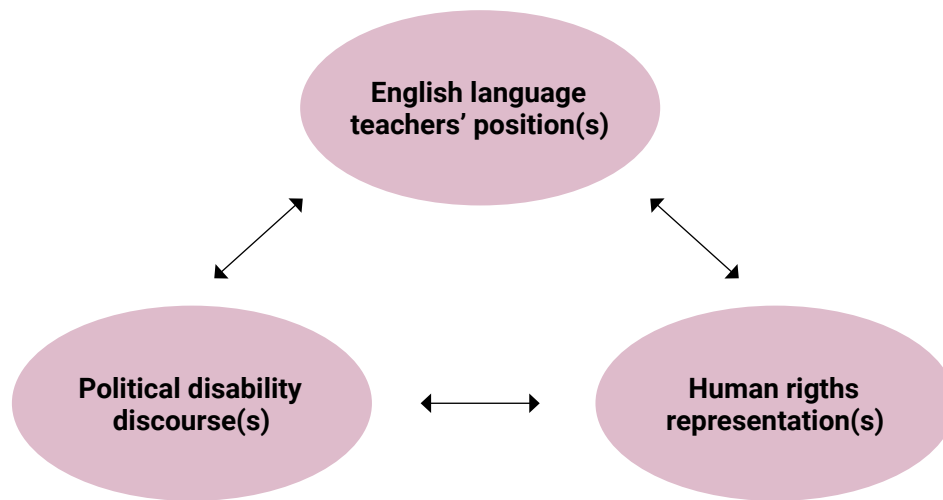 English language
teachers’ position(s)
Political disability
discourse(s)
Human rigths
representation(s)